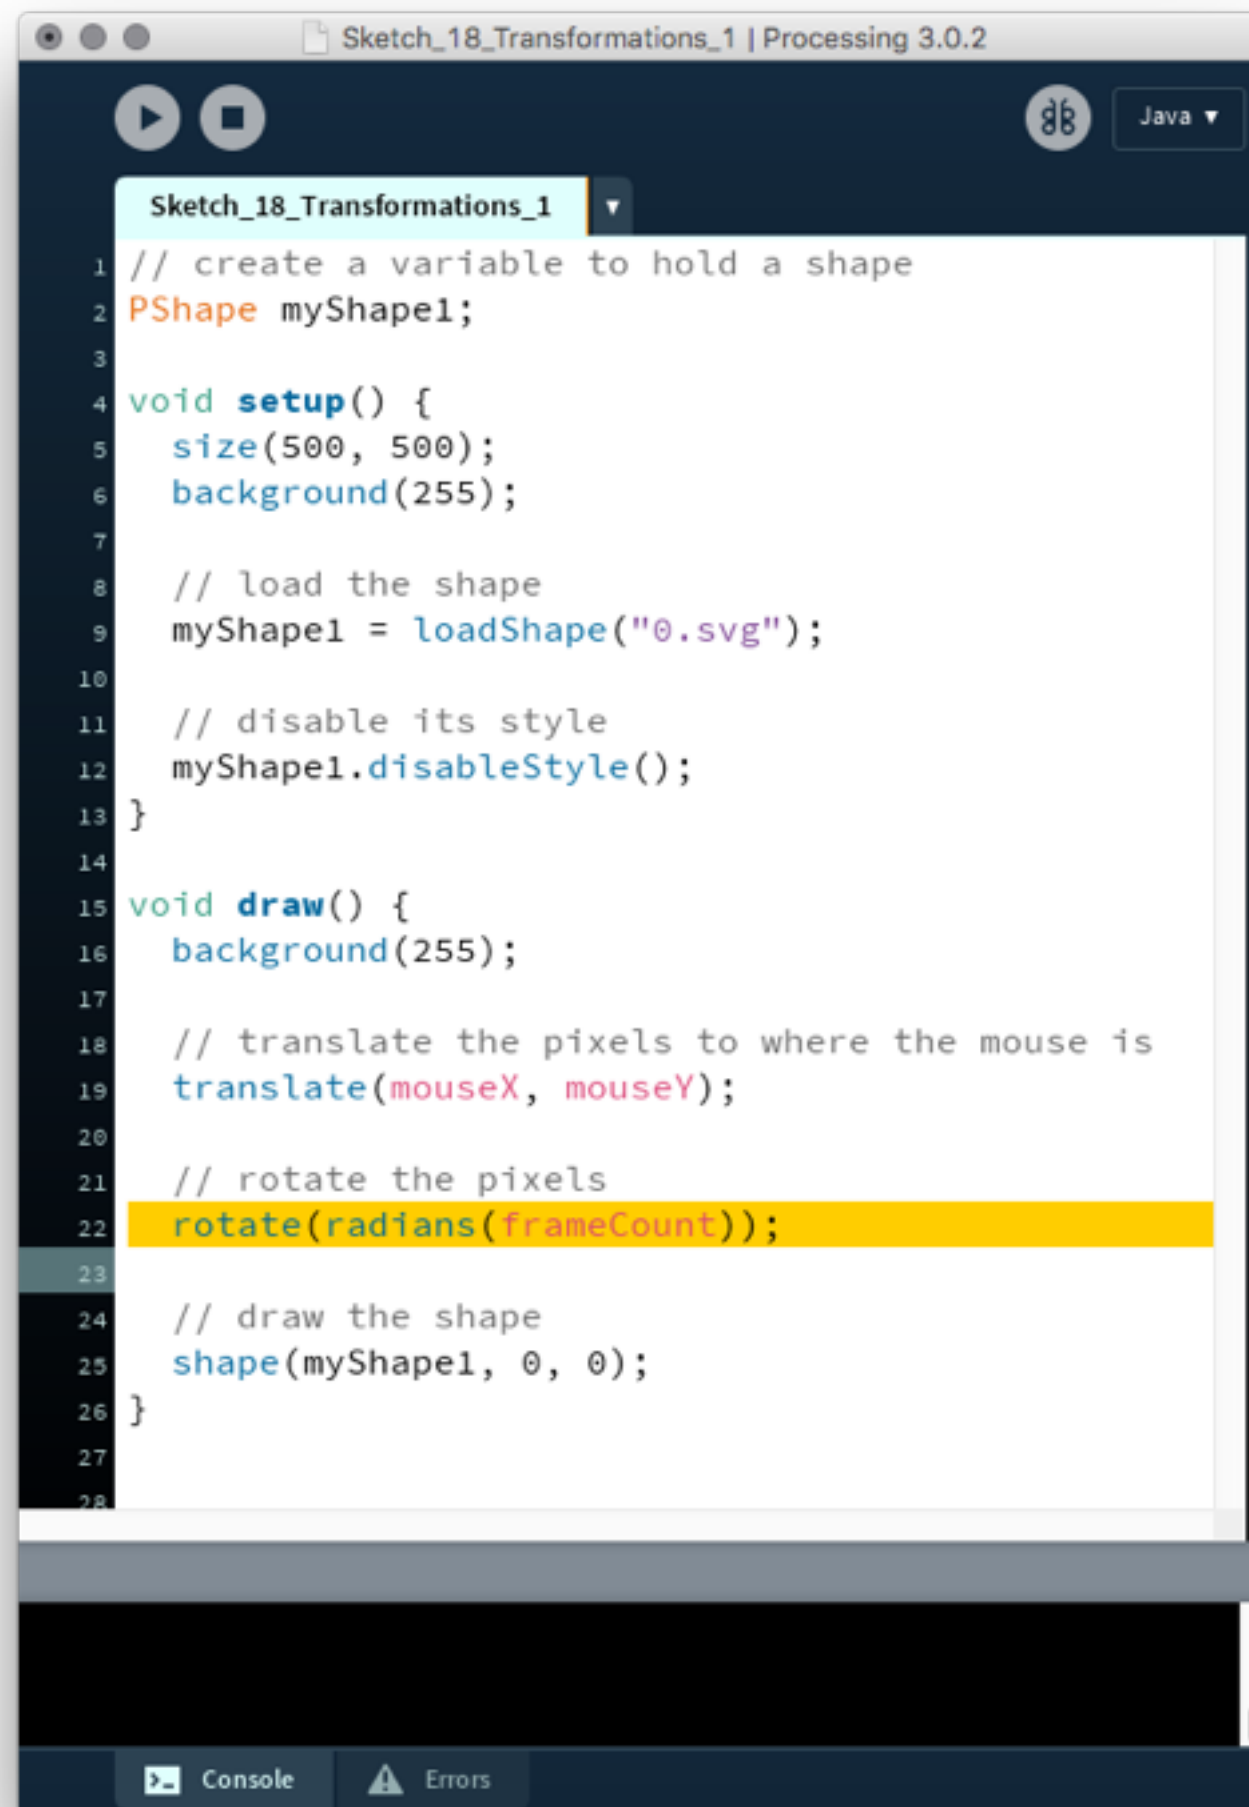 Sketch_18_Transformations_1 | Processing 3.0.2
Java ▼
Sketch_18_Transformations_1 ▼
1 // create a variable to hold a shape
2 PShape myShape1;
3
4 void setup() {
5   size(500, 500);
6   background(255);
7
8   // load the shape
9   myShape1 = loadShape("0.svg");
10
11   // disable its style
12   myShape1.disableStyle();
13 }
14
15 void draw() {
16   background(255);
17
18   // translate the pixels to where the mouse is
19   translate(mouseX, mouseY);
20
21   // rotate the pixels
22   rotate(radians(frameCount));
23
24   // draw the shape
25   shape(myShape1, 0, 0);
26 }
27
28
Console Errors